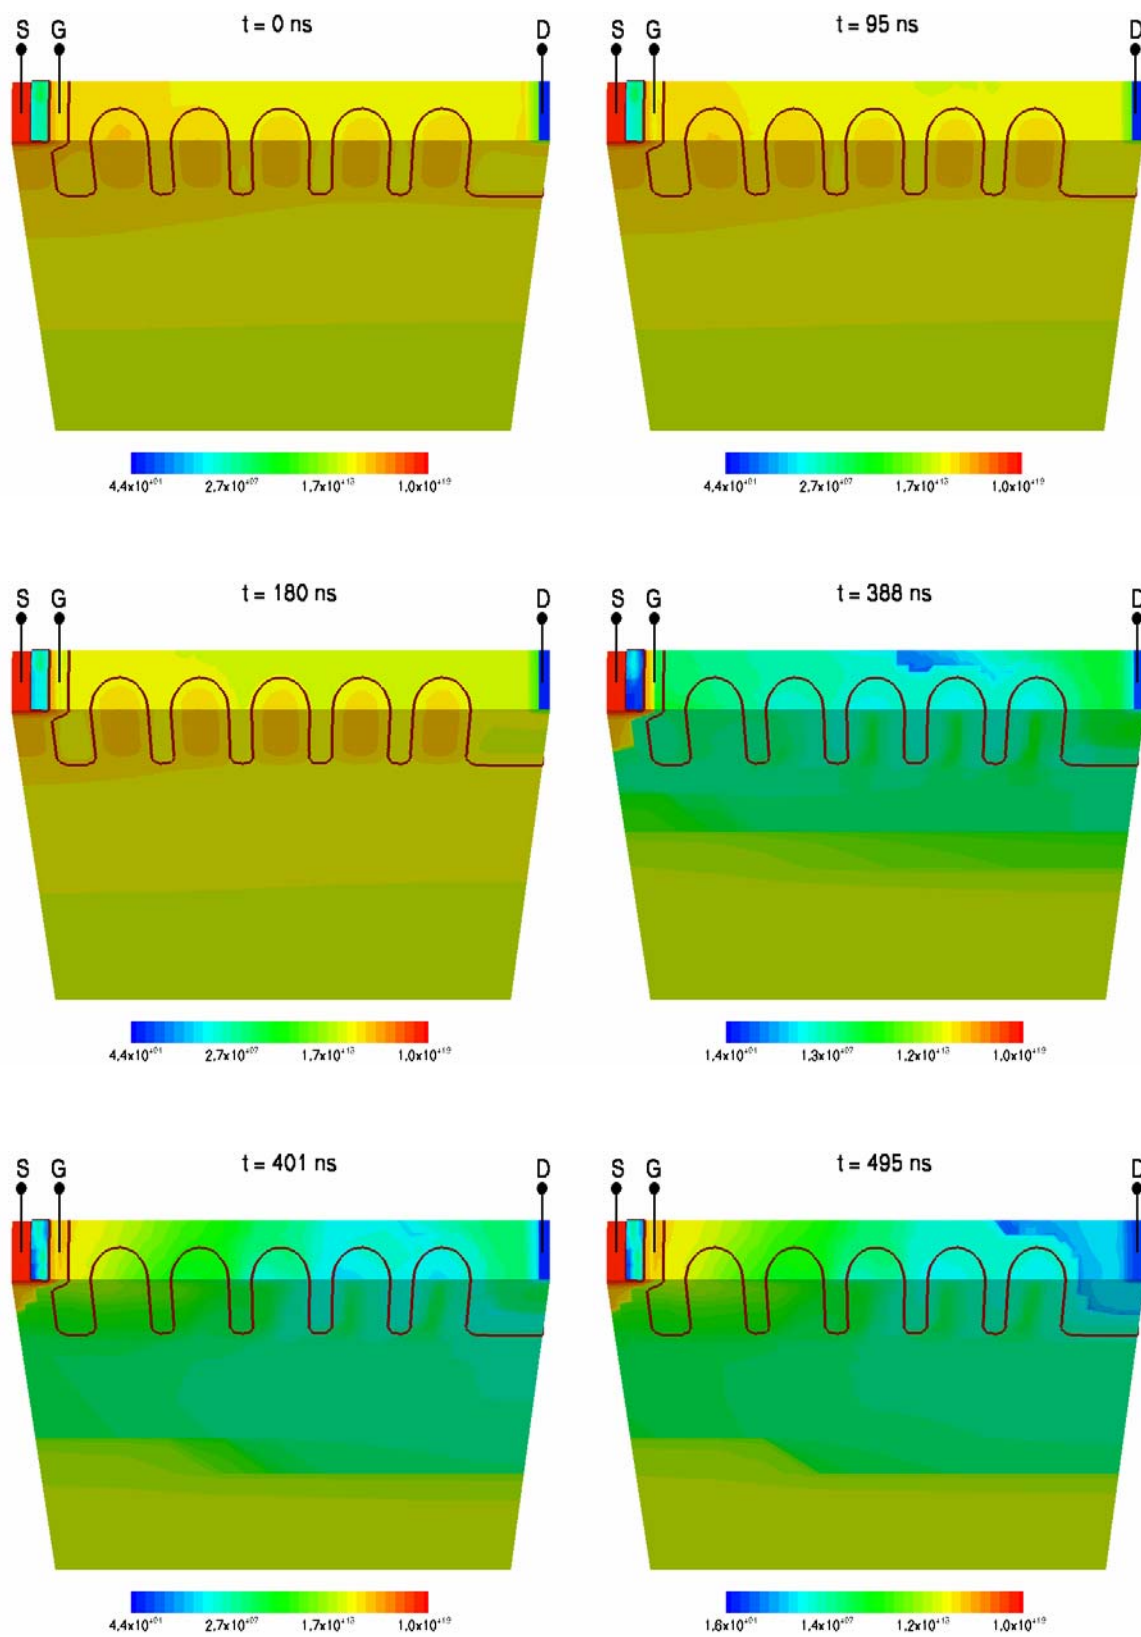 t = 0 ns t = 95 ns
S G D S G D
4.4x10⁺⁰¹ 2.7x10⁺⁰⁷ 1.7x10⁺¹³ 1.0x10⁺¹⁹ 4.4x10⁺⁰¹ 2.7x10⁺⁰⁷ 1.7x10⁺¹³ 1.0x10⁺¹⁹
t = 180 ns t = 388 ns
S G D S G D
4.4x10⁺⁰¹ 2.7x10⁺⁰⁷ 1.7x10⁺¹³ 1.0x10⁺¹⁹ 1.4x10⁺⁰¹ 1.3x10⁺⁰⁷ 1.2x10⁺¹³ 1.0x10⁺¹⁹
t = 401 ns t = 495 ns
S G D S G D
4.4x10⁺⁰¹ 2.7x10⁺⁰⁷ 1.7x10⁺¹³ 1.0x10⁺¹⁹ 1.6x10⁺⁰¹ 1.4x10⁺⁰⁷ 1.2x10⁺¹³ 1.0x10⁺¹⁹